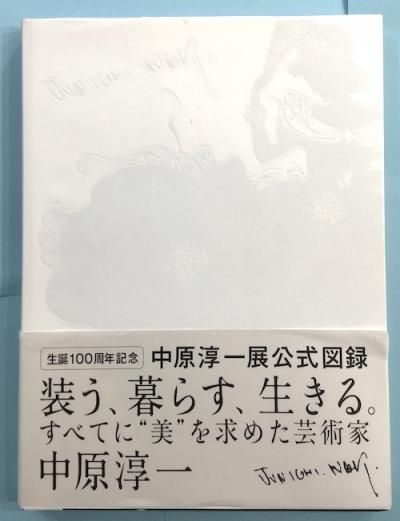 JUNICHI. NAKA
生誕100周年記念 中原淳一展公式図録
装う、暮らす、生きる。
すべてに“美”を求めた芸術家
中原淳一 JUNICHI. NAKA.